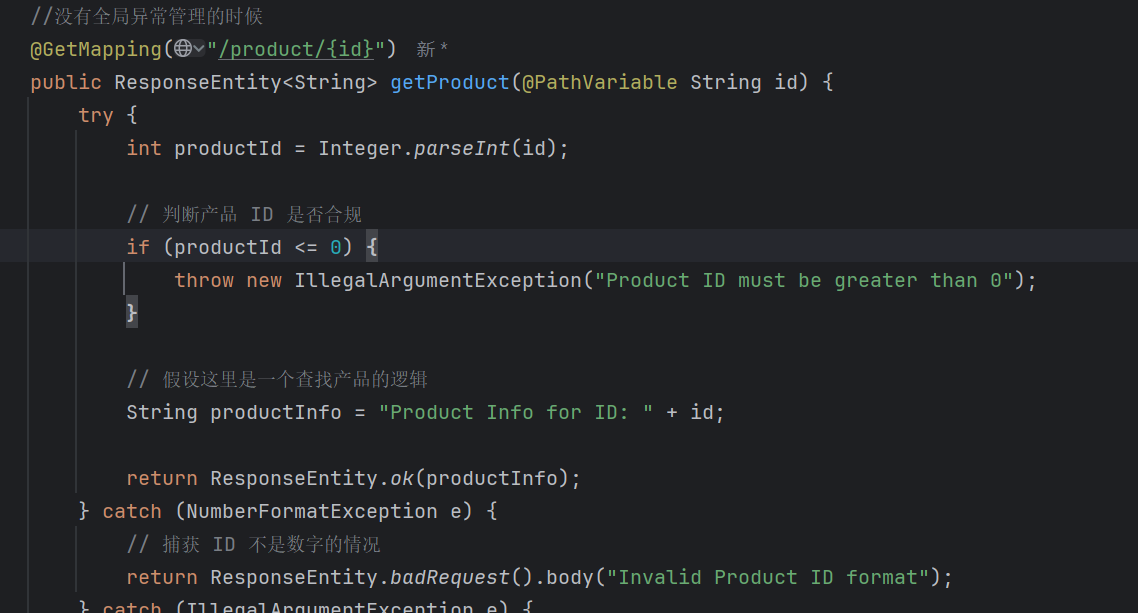 //没有全局异常管理的时候
@GetMapping("/product/{id}") 新 *
public ResponseEntity<String> getProduct(@PathVariable String id) {
try {
int productId = Integer.parseInt(id);
// 判断产品 ID 是否合规
if (productId <= 0) {
throw new IllegalArgumentException("Product ID must be greater than 0");
}
// 假设这里是一个查找产品的逻辑
String productInfo = "Product Info for ID: " + id;
return ResponseEntity.ok(productInfo);
} catch (NumberFormatException e) {
// 捕获 ID 不是数字的情况
return ResponseEntity.badRequest().body("Invalid Product ID format");
} catch (IllegalArgumentException e) {